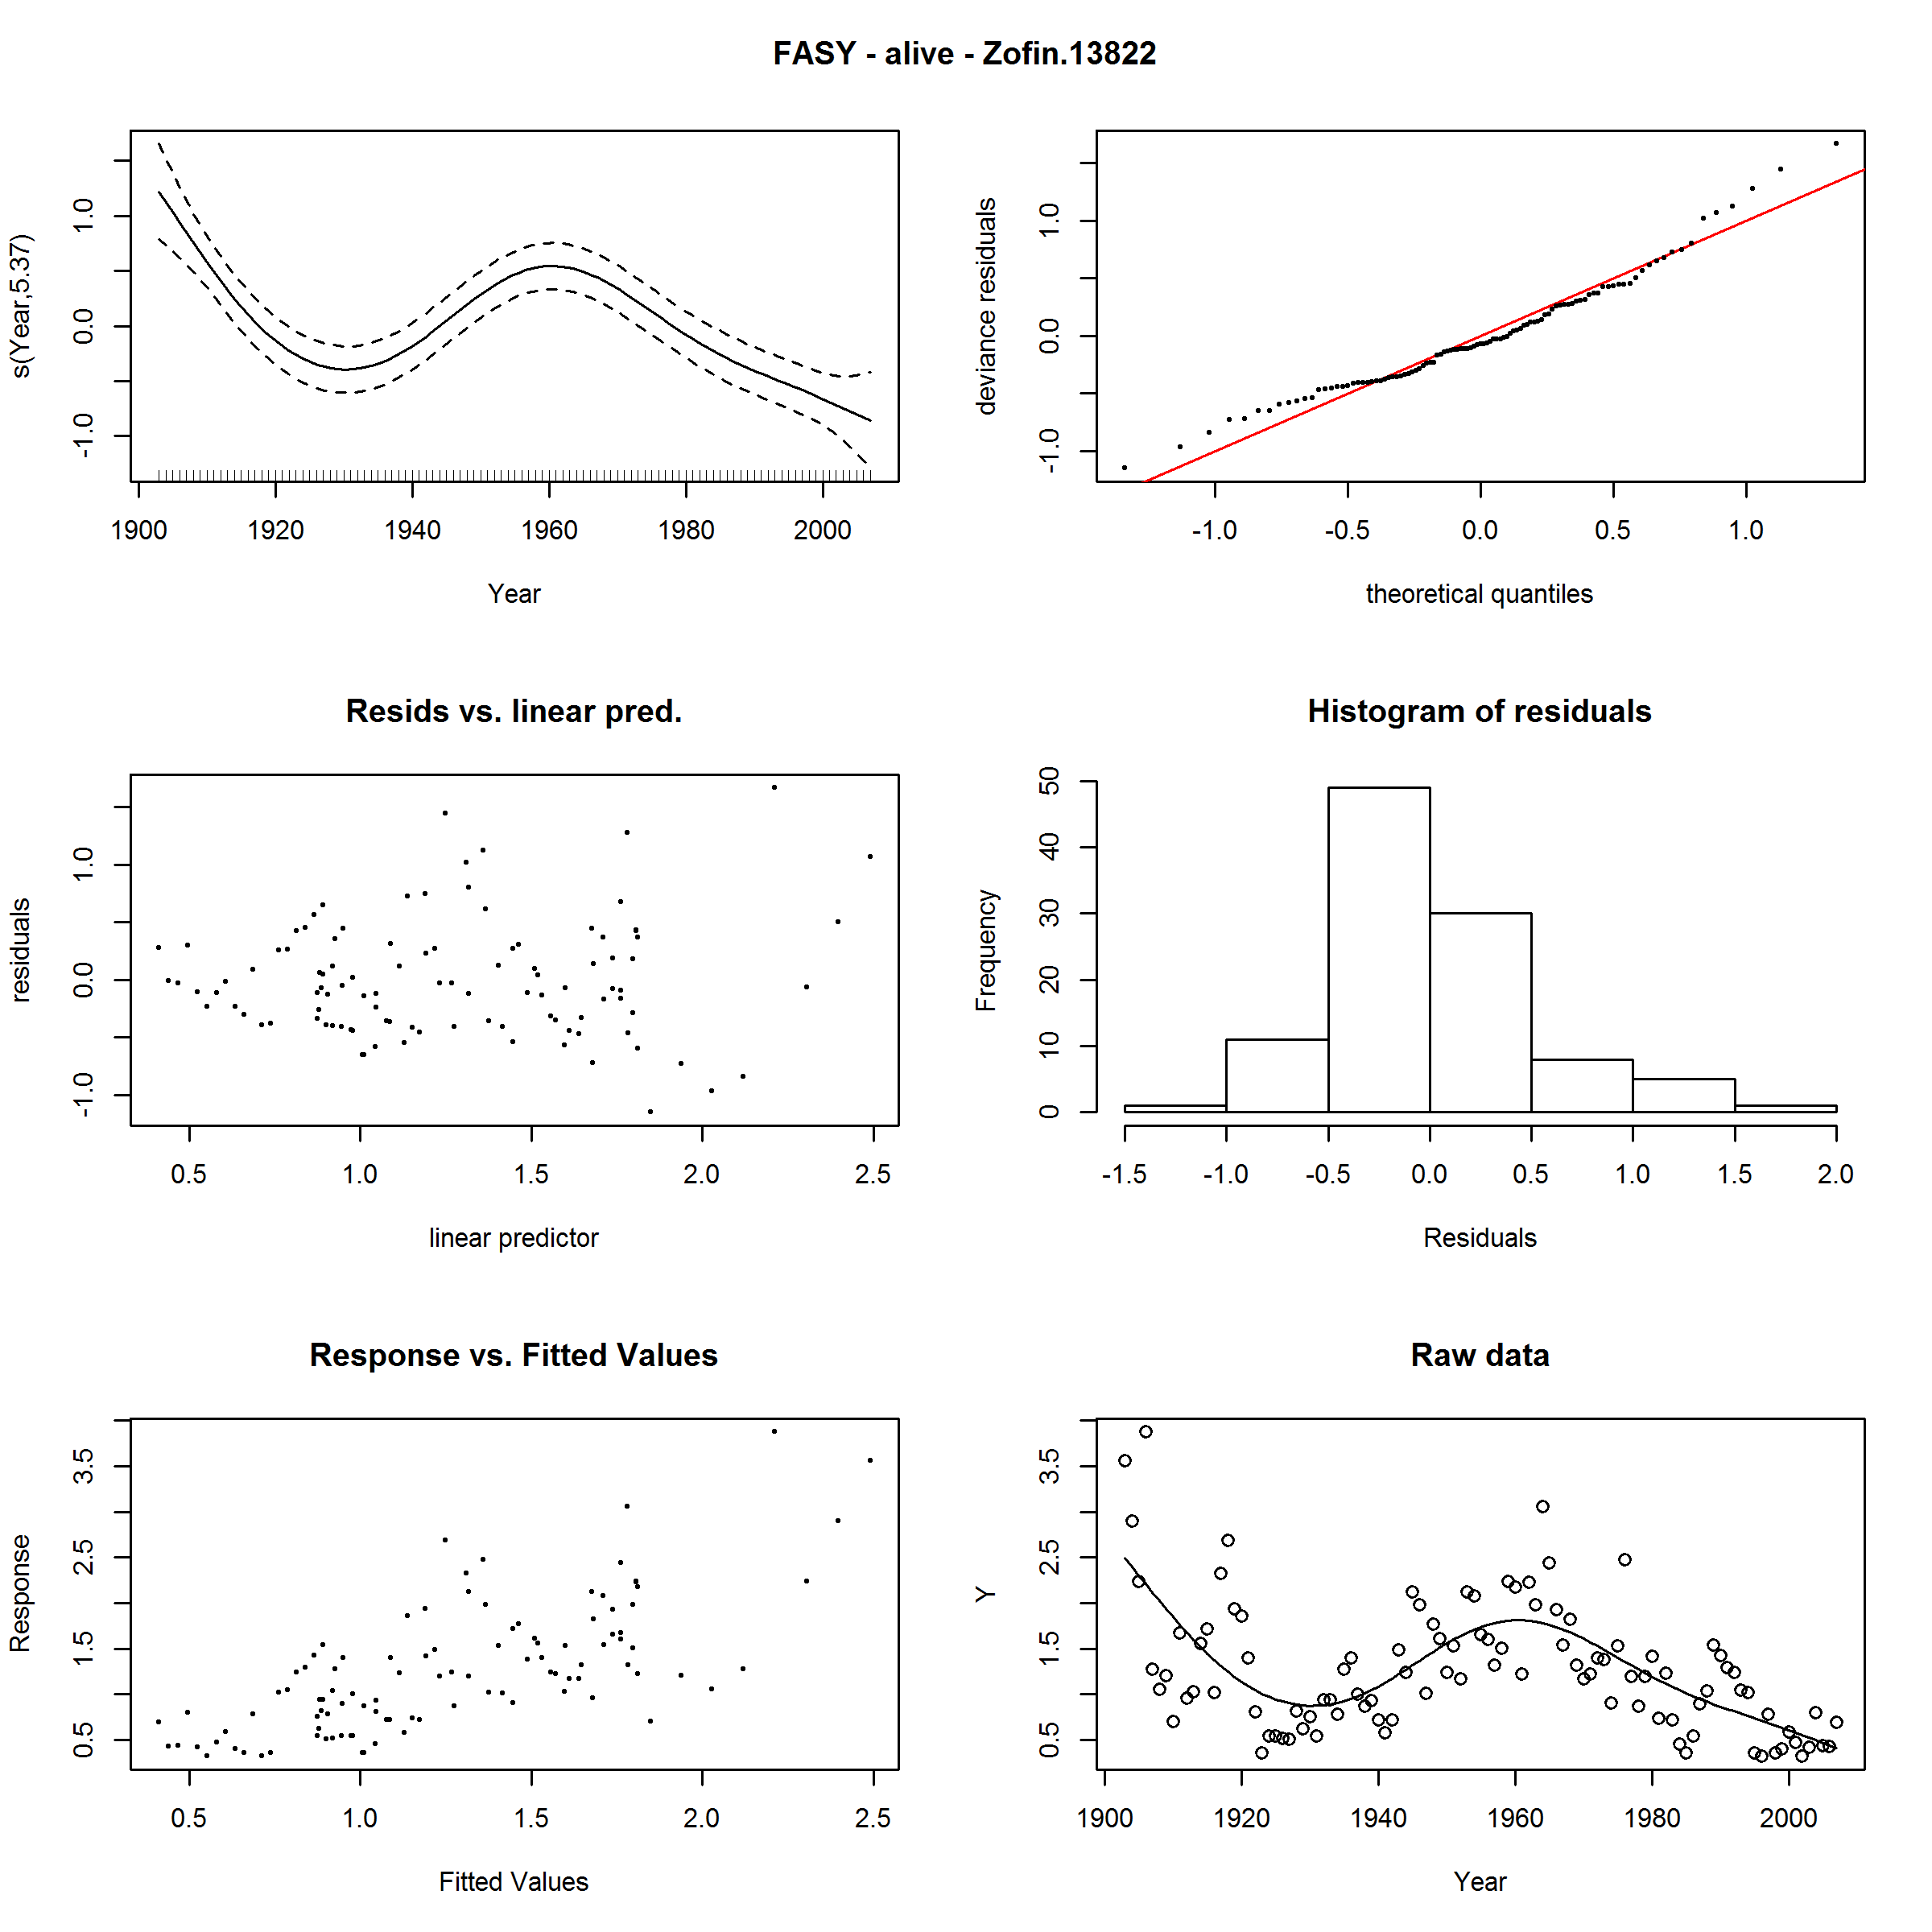 FASY - alive - Zofin.13822
s(Year,5.37)
-1.0 0.0 1.0
1900 1920 1940 1960 1980 2000
Year
deviance residuals
-1.0 0.0 1.0
-1.0 -0.5 0.0 0.5 1.0
theoretical quantiles
Resids vs. linear pred.
residuals
-1.0 0.0 1.0
0.5 1.0 1.5 2.0 2.5
linear predictor
Histogram of residuals
Frequency
0 10 20 30 40 50
-1.5 -1.0 -0.5 0.0 0.5 1.0 1.5 2.0
Residuals
Response vs. Fitted Values
Response
0.5 1.5 2.5 3.5
0.5 1.0 1.5 2.0 2.5
Fitted Values
Raw data
Y
0.5 1.5 2.5 3.5
1900 1920 1940 1960 1980 2000
Year